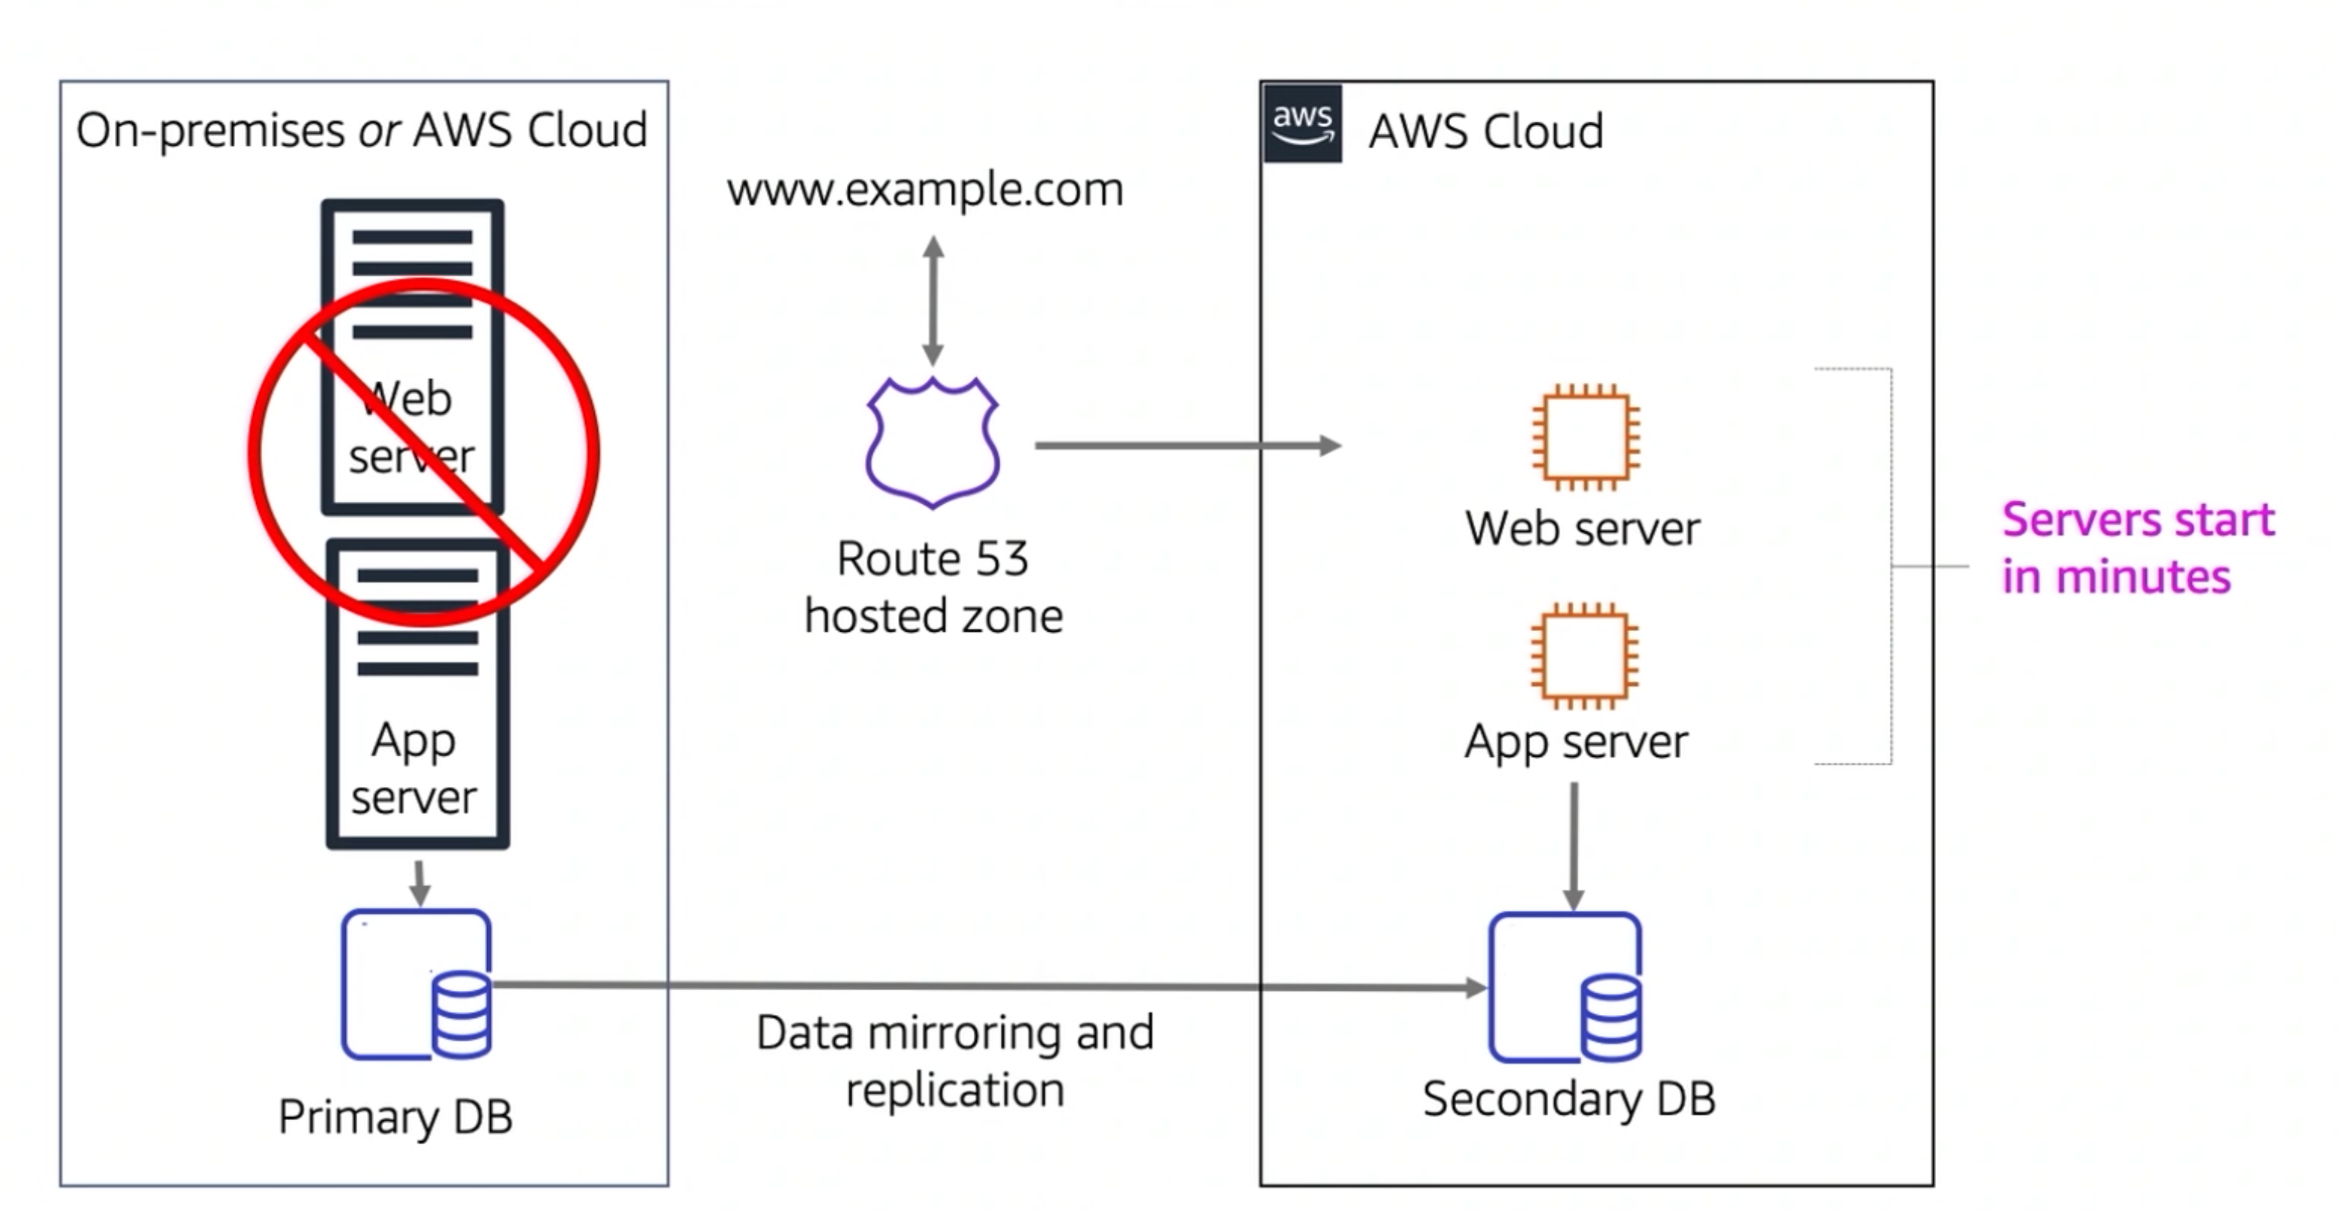 On-premises or AWS Cloud
Web
server
App
server
Primary DB
www.example.com
Route 53
hosted zone
Data mirroring and
replication
aws
AWS Cloud
Web server
App server
Secondary DB
Servers start
in minutes